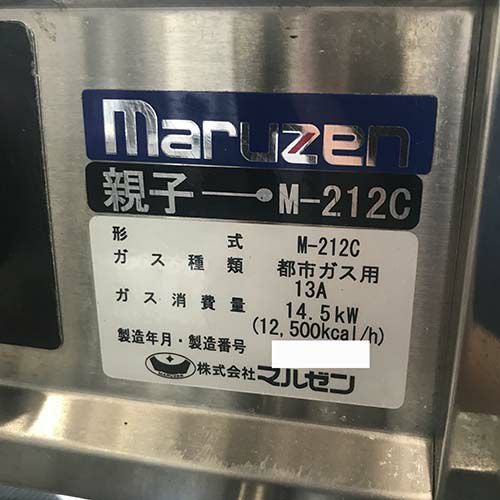 maruzen
親子 M-212C
形式 M-212C
ガス種類 都市ガス用
13A
ガス消費量 14.5kW
(12,500kcal/h)
製造年月・製造番号
株式会社マルゼン